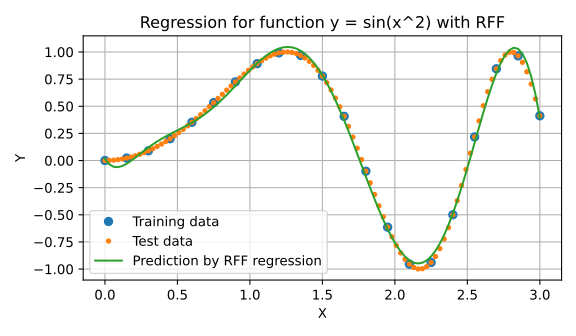 Regression for function y = sin(x^2) with RFF
1.00
0.75
0.50
0.25
0.00
−0.25
−0.50
−0.75
−1.00
Y
Training data
Test data
Prediction by RFF regression
0.0 0.5 1.0 1.5 2.0 2.5 3.0
X